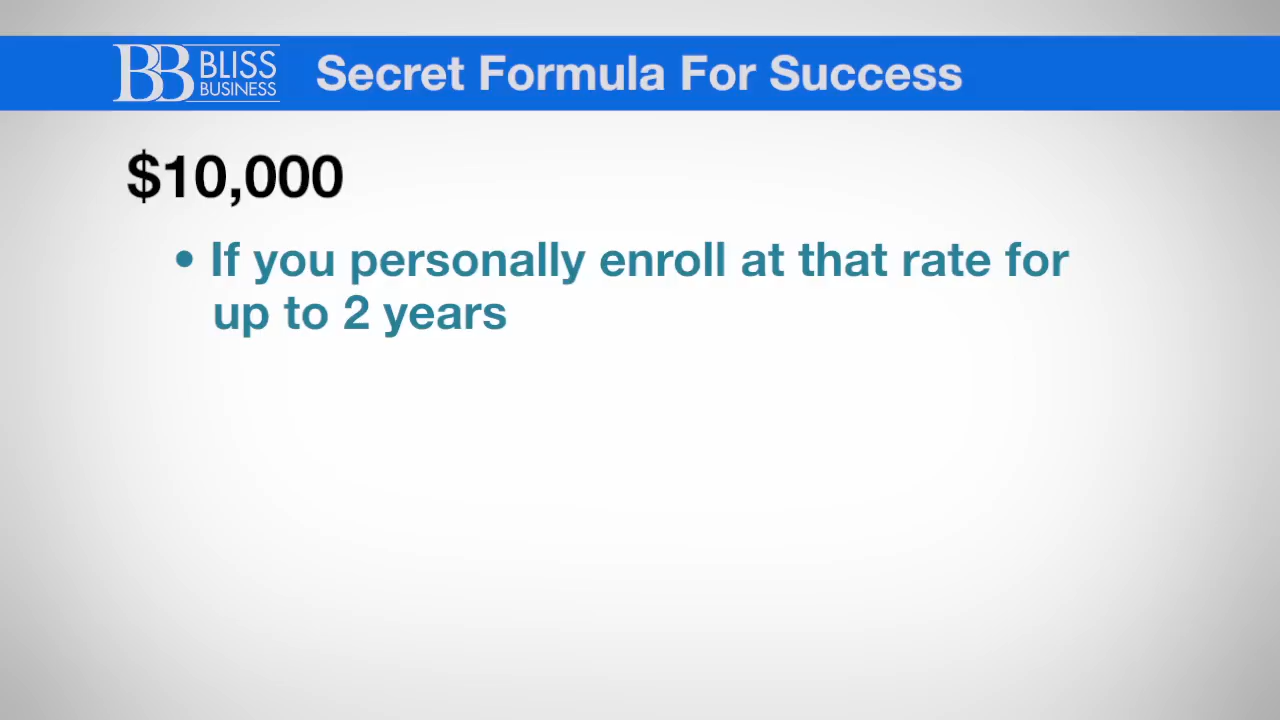 BB BLISS BUSINESS
Secret Formula For Success
$10,000
• If you personally enroll at that rate for
up to 2 years